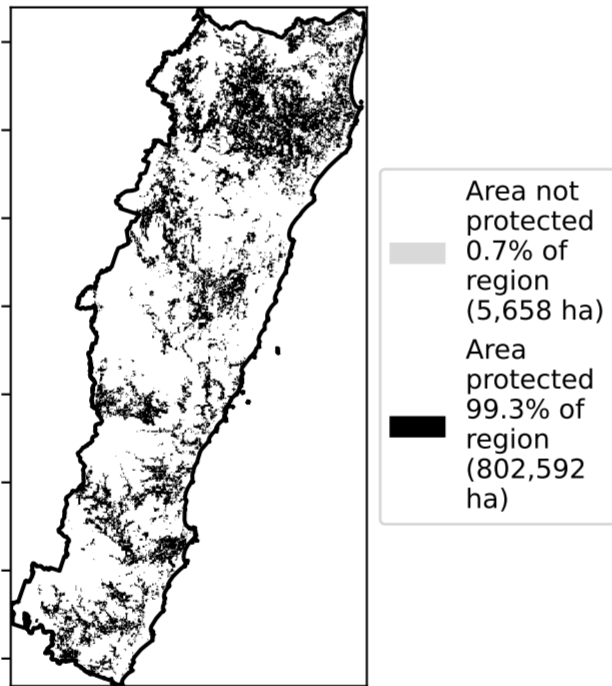 Area not
protected
0.7% of
region
(5,658 ha)
Area
protected
99.3% of
region
(802,592
ha)